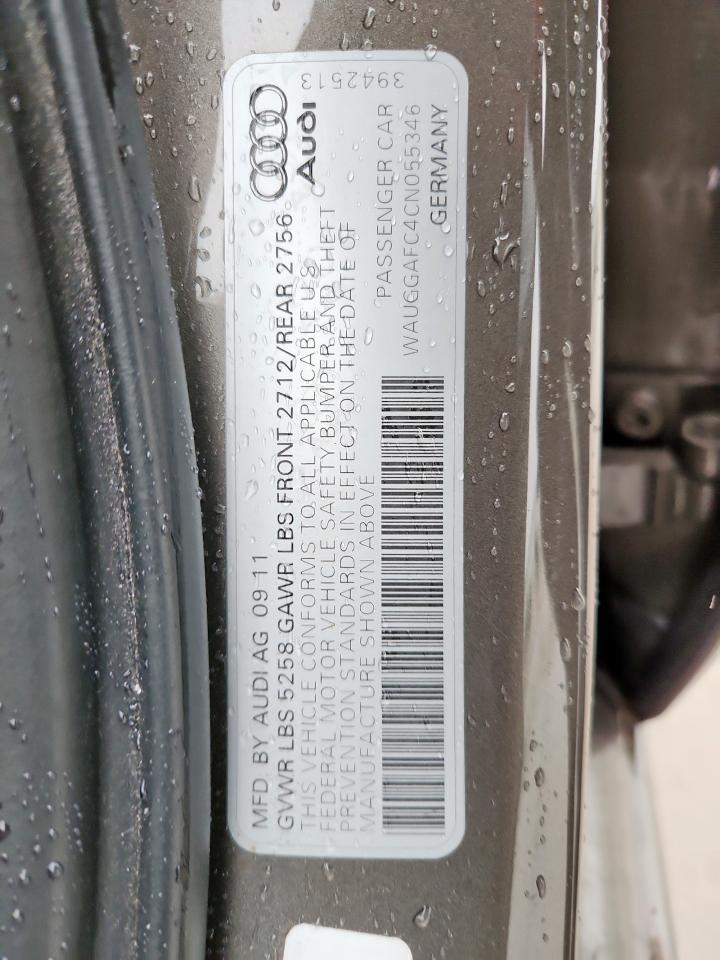 MFD. BY AUDI AG 09 11
GVWR LBS 5258 GAWR LBS FRONT 2712/REAR 2756
THIS VEHICLE CONFORMS TO ALL APPLICABLE U.S.
FEDERAL MOTOR VEHICLE SAFETY BUMPER AND THEFT
PREVENTION STANDARDS IN EFFECT ON THE DATE OF
MANUFACTURE SHOWN ABOVE
Audi
3942513
PASSENGER CAR
WAUGGAFC4CN055346
GERMANY